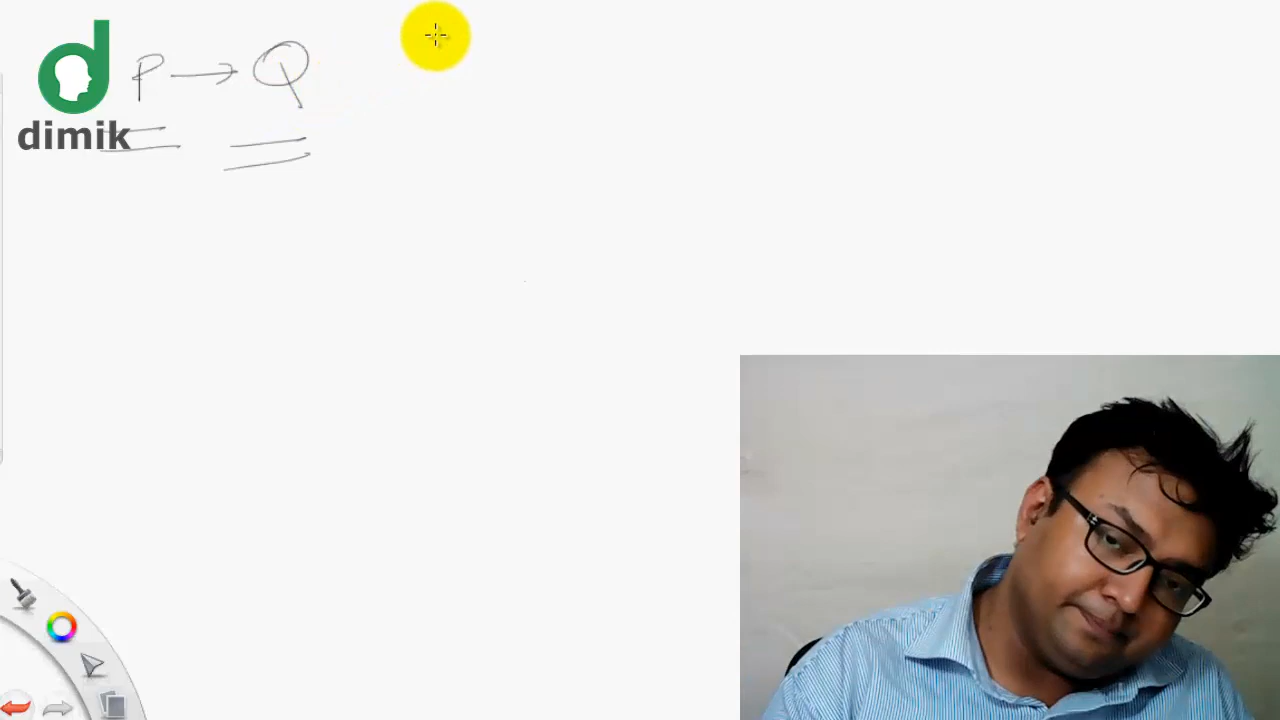 P → Q
dimik